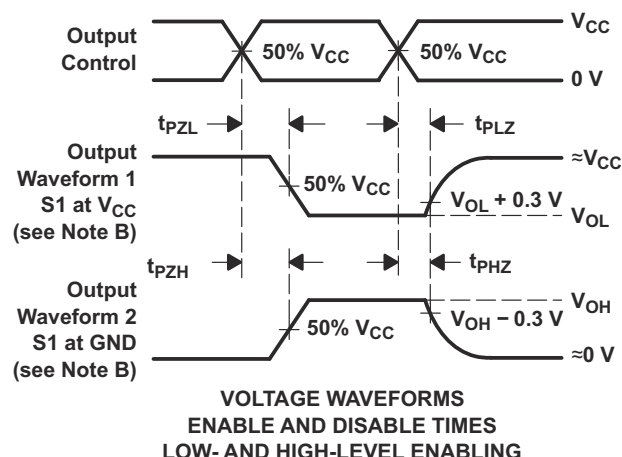 Output
Control
50% VCC
50% VCC
VCC
0 V
tPZL
tPLZ
Output
Waveform 1
S1 at VCC
(see Note B)
50% VCC
≈VCC
VOL + 0.3 V
VOL
tPZH
tPHZ
Output
Waveform 2
S1 at GND
(see Note B)
50% VCC
VOH
VOH − 0.3 V
≈0 V
VOLTAGE WAVEFORMS
ENABLE AND DISABLE TIMES
LOW- AND HIGH-LEVEL ENABLING